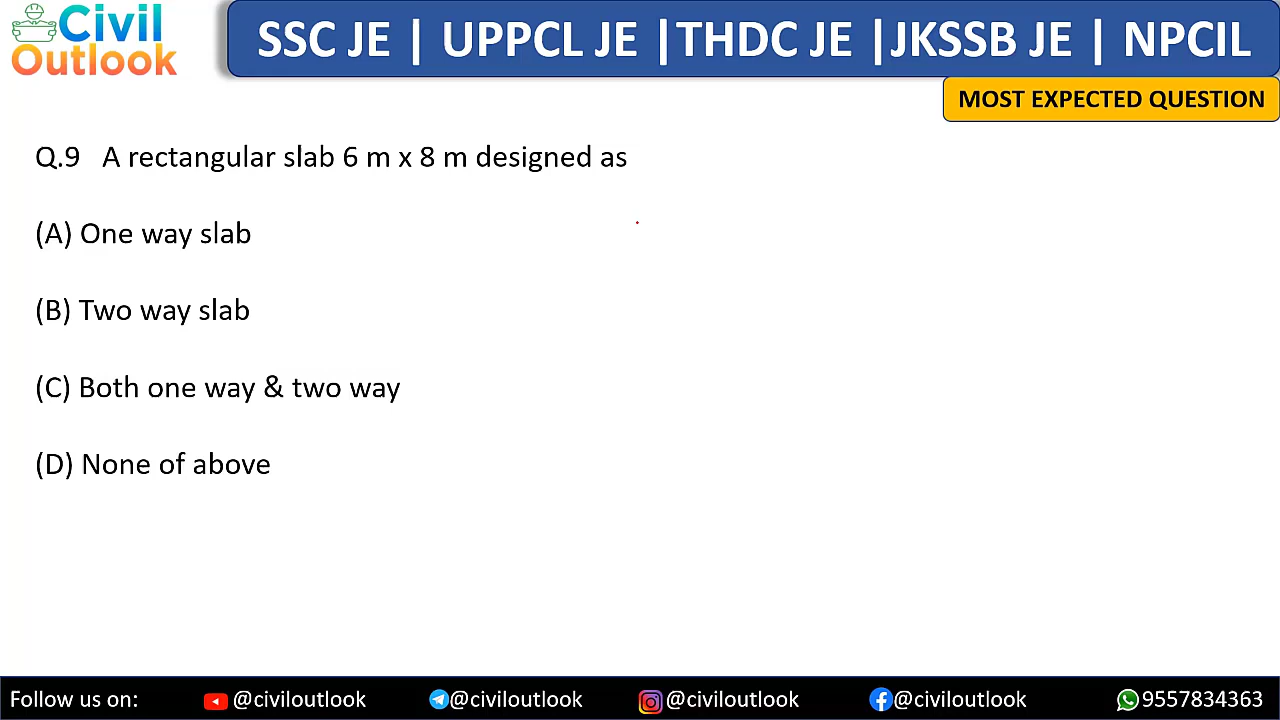 Civil
Outlook
SSC JE | UPPCL JE |THDC JE |JKSSB JE | NPCIL
MOST EXPECTED QUESTION
Q.9 A rectangular slab 6 m x 8 m designed as
(A) One way slab
(B) Two way slab
(C) Both one way & two way
(D) None of above
Follow us on: @civiloutlook @civiloutlook @civiloutlook @civiloutlook 9557834363